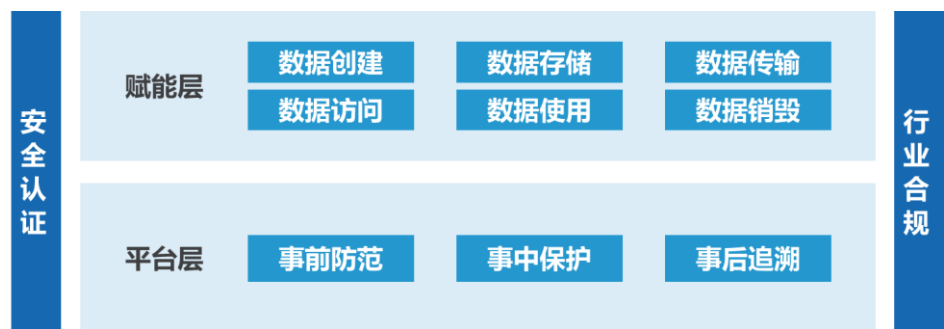 安全认证
赋能层
数据创建 数据存储 数据传输
数据访问 数据使用 数据销毁
平台层
事前防范 事中保护 事后追溯
行业合规